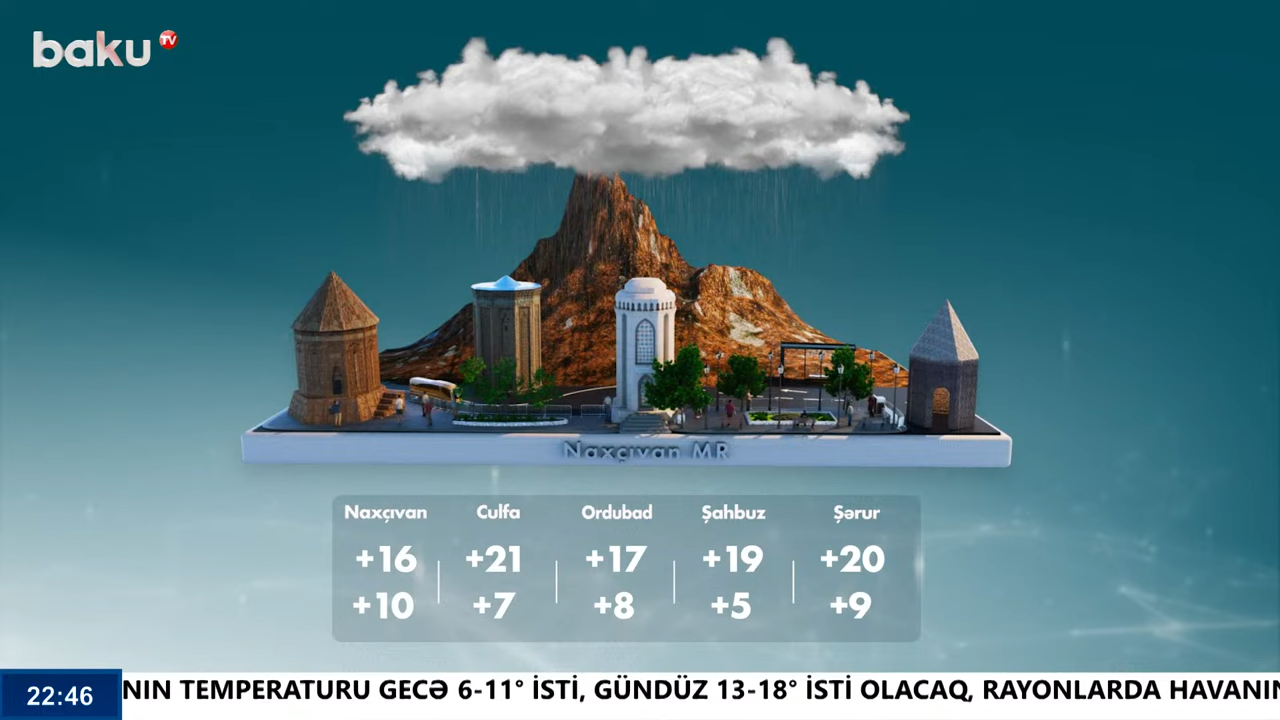 baku TV
Naxçıvan MR
Naxçıvan Culfa Ordubad Şahbuz Şərur
+16 +21 +17 +19 +20
+10 +7 +8 +5 +9
22:46 NIN TEMPERATURU GECƏ 6-11° İSTİ, GÜNDÜZ 13-18° İSTİ OLACAQ, RAYONLARDA HAVANIN